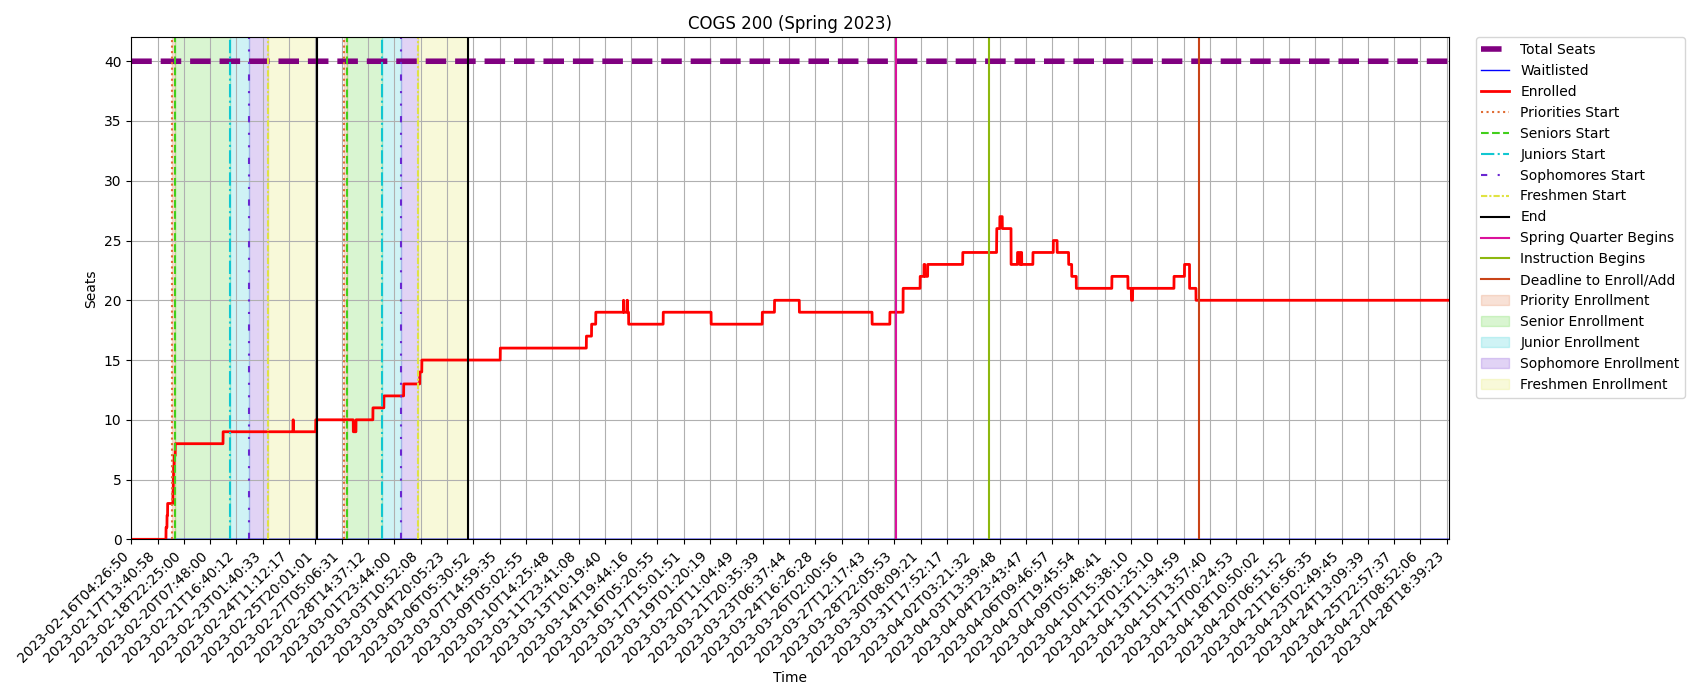 COGS 200 (Spring 2023)
Seats
40
35
30
25
20
15
10
5
0
2023-02-16T04:26:50
2023-02-17T13:40:58
2023-02-18T22:25:00
2023-02-20T07:48:00
2023-02-21T16:40:12
2023-02-23T01:40:33
2023-02-24T11:12:17
2023-02-25T20:01:01
2023-02-27T05:06:31
2023-02-28T14:37:12
2023-03-01T23:44:00
2023-03-03T10:52:08
2023-03-04T20:05:23
2023-03-06T05:30:52
2023-03-07T14:59:35
2023-03-09T05:02:55
2023-03-10T14:25:48
2023-03-11T23:41:08
2023-03-13T10:19:40
2023-03-14T19:44:16
2023-03-16T05:20:55
2023-03-17T15:01:51
2023-03-19T01:20:19
2023-03-20T11:04:49
2023-03-21T20:35:39
2023-03-23T06:37:44
2023-03-24T16:26:28
2023-03-26T02:00:56
2023-03-27T12:17:43
2023-03-28T22:05:53
2023-03-30T08:09:21
2023-03-31T17:52:17
2023-04-02T03:21:32
2023-04-03T13:39:48
2023-04-04T23:43:47
2023-04-06T09:46:57
2023-04-07T19:45:54
2023-04-09T05:48:41
2023-04-10T15:38:10
2023-04-12T01:25:10
2023-04-13T11:34:59
2023-04-15T13:57:40
2023-04-17T00:24:53
2023-04-18T10:50:02
2023-04-20T06:51:52
2023-04-21T16:56:35
2023-04-23T02:49:45
2023-04-24T13:09:39
2023-04-25T22:57:37
2023-04-27T08:52:06
2023-04-28T18:39:23
Time
Total Seats
Waitlisted
Enrolled
Priorities Start
Seniors Start
Juniors Start
Sophomores Start
Freshmen Start
End
Spring Quarter Begins
Instruction Begins
Deadline to Enroll/Add
Priority Enrollment
Senior Enrollment
Junior Enrollment
Sophomore Enrollment
Freshmen Enrollment